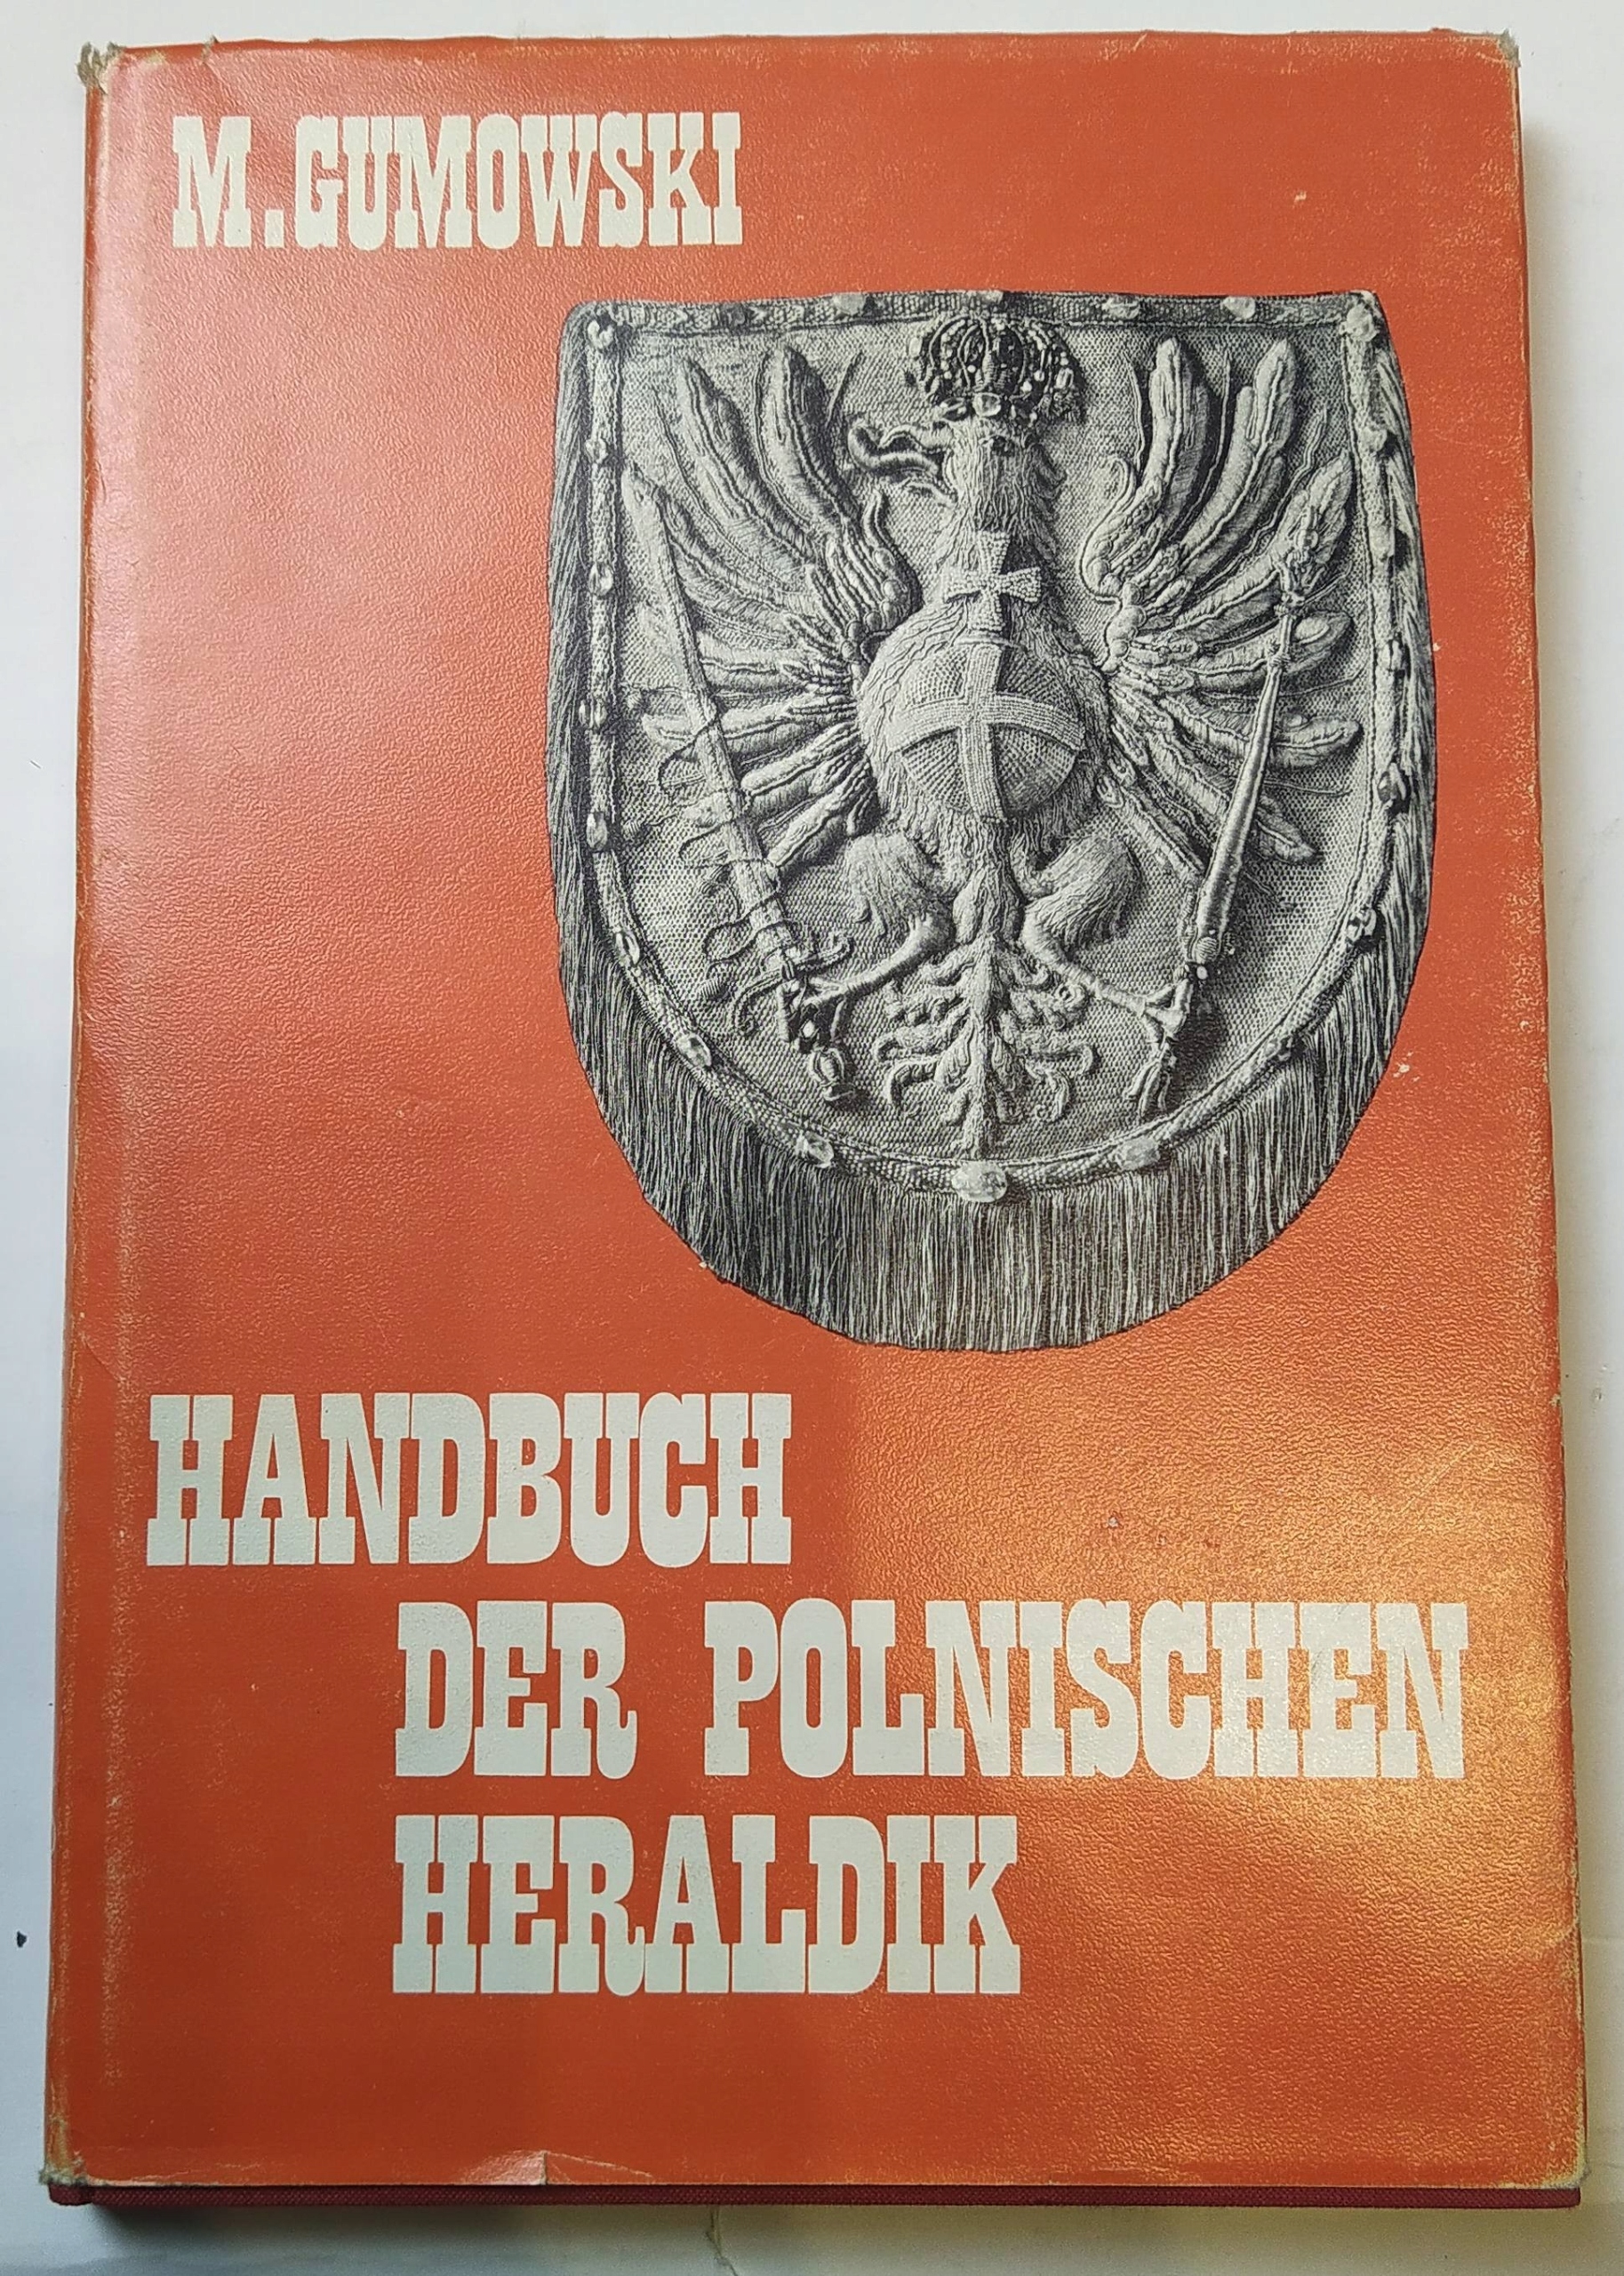 M.GUMOWSKI
HANDBUCH
DER POLNISCHEN
HERALDIK